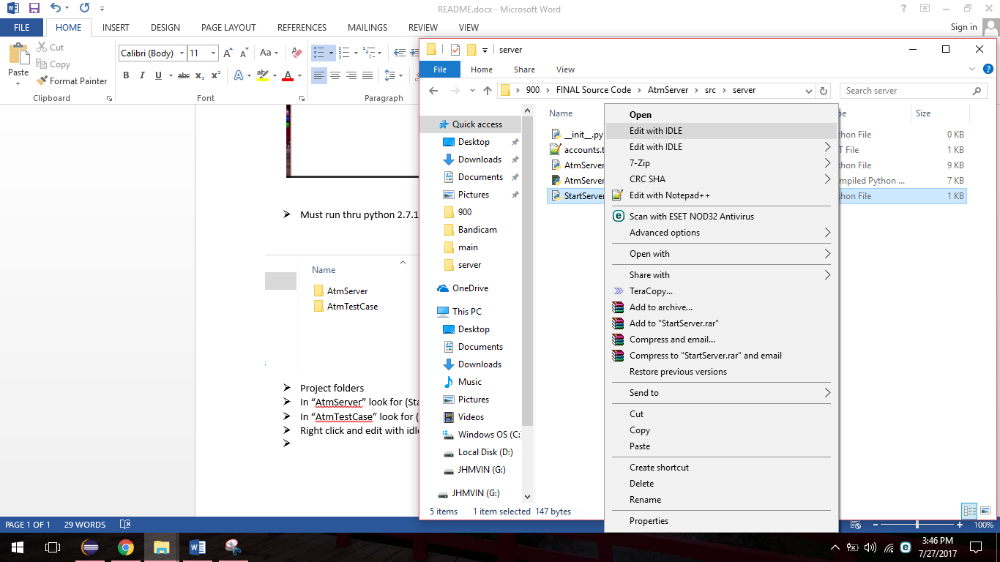 README.docx - Microsoft Word
FILE HOME INSERT DESIGN PAGE LAYOUT REFERENCES MAILINGS REVIEW VIEW Sign in
Paste
Cut
Copy
Format Painter
Clipboard
Calibri (Body) 11
Aa
B I U abc x₂ x²
A A
Font
Paragraph
Must run thru python 2.7.1
Name
AtmServer
AtmTestCase
Project folders
In “AtmServer” look for (Sta
In “AtmTestCase” look for (
Right click and edit with idle
PAGE 1 OF 1 29 WORDS
100%
server
File Home Share View
900 FINAL Source Code AtmServer src server
Search server
Quick access
Desktop
Downloads
Documents
Pictures
900
Bandicam
main
server
OneDrive
This PC
Desktop
Documents
Downloads
Music
Pictures
Videos
Windows OS (C:
Local Disk (D:)
JHMVIN (G:)
JHMVIN (G:)
Name pe Size
__init__.py thon File 0 KB
accounts.t T File 1 KB
AtmServer thon File 9 KB
AtmServer mpiled Python ... 7 KB
StartServer thon File 1 KB
5 items 1 item selected 147 bytes
Open
Edit with IDLE
Edit with IDLE
7-Zip
CRC SHA
Edit with Notepad++
Scan with ESET NOD32 Antivirus
Advanced options
Open with
Share with
TeraCopy...
Add to archive...
Add to "StartServer.rar"
Compress and email...
Compress to "StartServer.rar" and email
Restore previous versions
Send to
Cut
Copy
Paste
Create shortcut
Delete
Rename
Properties
3:46 PM
7/27/2017